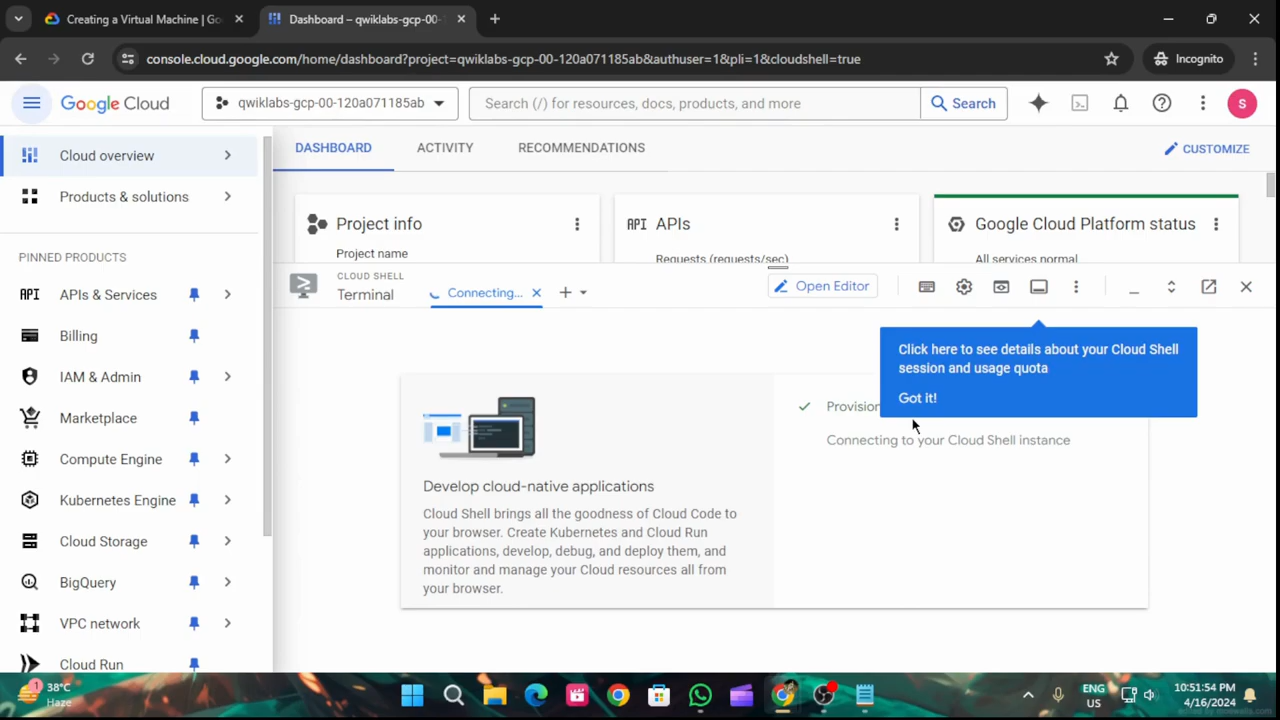 Creating a Virtual Machine | Go
Dashboard – qwiklabs-gcp-00-
console.cloud.google.com/home/dashboard?project=qwiklabs-gcp-00-120a071185ab&authuser=1&pli=1&cloudshell=true
Incognito
Google Cloud
qwiklabs-gcp-00-120a071185ab
Search (/) for resources, docs, products, and more
Search
S
Cloud overview
Products & solutions
PINNED PRODUCTS
API APIs & Services
Billing
IAM & Admin
Marketplace
Compute Engine
Kubernetes Engine
Cloud Storage
BigQuery
VPC network
Cloud Run
DASHBOARD
ACTIVITY
RECOMMENDATIONS
CUSTOMIZE
Project info
Project name
API APIs
Requests (requests/sec)
Google Cloud Platform status
All services normal
CLOUD SHELL
Terminal
Connecting...
Open Editor
Click here to see details about your Cloud Shell
session and usage quota
Got it!
Provision
Connecting to your Cloud Shell instance
Develop cloud-native applications
Cloud Shell brings all the goodness of Cloud Code to
your browser. Create Kubernetes and Cloud Run
applications, develop, debug, and deploy them, and
monitor and manage your Cloud resources all from
your browser.
1
38°C
Haze
ENG
US
10:51:54 PM
4/16/2024